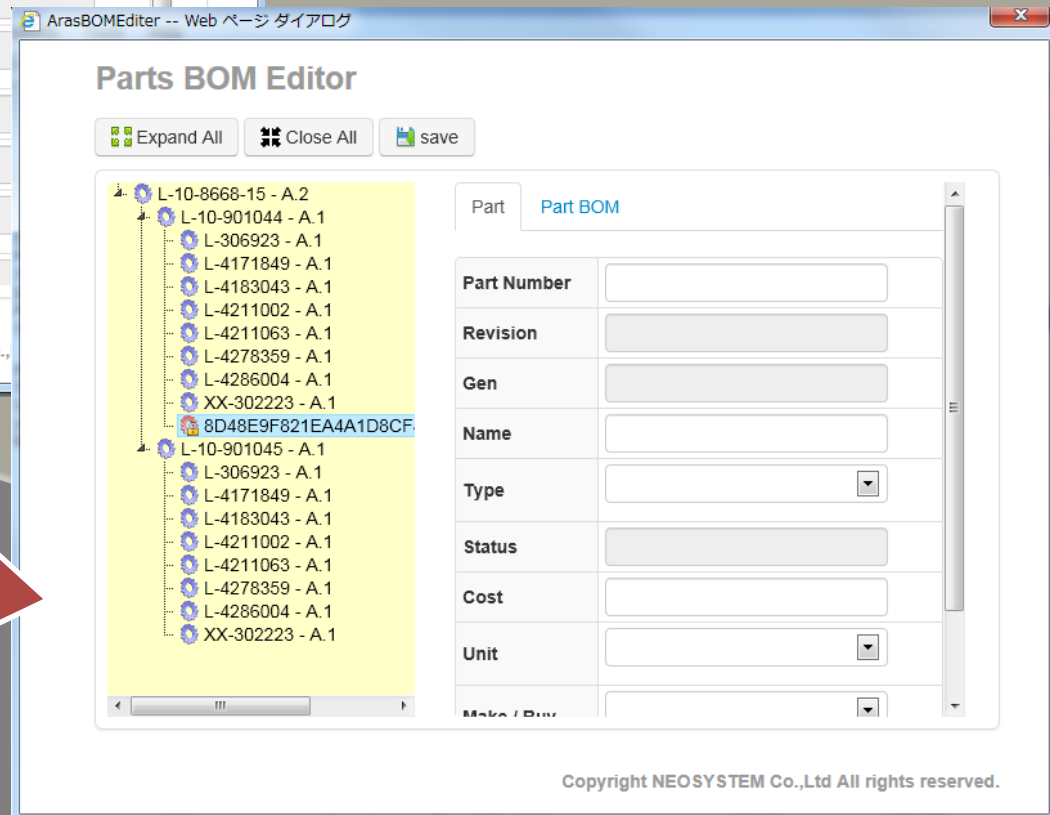 ArasBOMEditer -- Web ページ ダイアログ
Parts BOM Editor
Expand All Close All save
L-10-8668-15 - A.2
L-10-901044 - A.1
L-306923 - A.1
L-4171849 - A.1
L-4183043 - A.1
L-4211002 - A.1
L-4211063 - A.1
L-4278359 - A.1
L-4286004 - A.1
XX-302223 - A.1
8D48E9F821EA4A1D8CF
L-10-901045 - A.1
L-306923 - A.1
L-4171849 - A.1
L-4183043 - A.1
L-4211002 - A.1
L-4211063 - A.1
L-4278359 - A.1
L-4286004 - A.1
XX-302223 - A.1
Part Part BOM
Part Number
Revision
Gen
Name
Type
Status
Cost
Unit
Make / Buy
Copyright NEOSYSTEM Co.,Ltd All rights reserved.